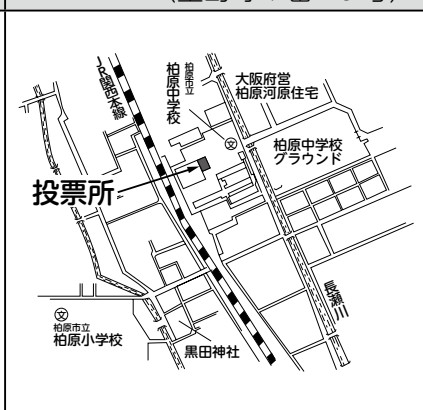 JR関西本線
柏原市立
柏原中学校
大阪府営
柏原河原住宅
文
柏原中学校
グラウンド
投票所
長瀬川
文
柏原市立
柏原小学校
黒田神社